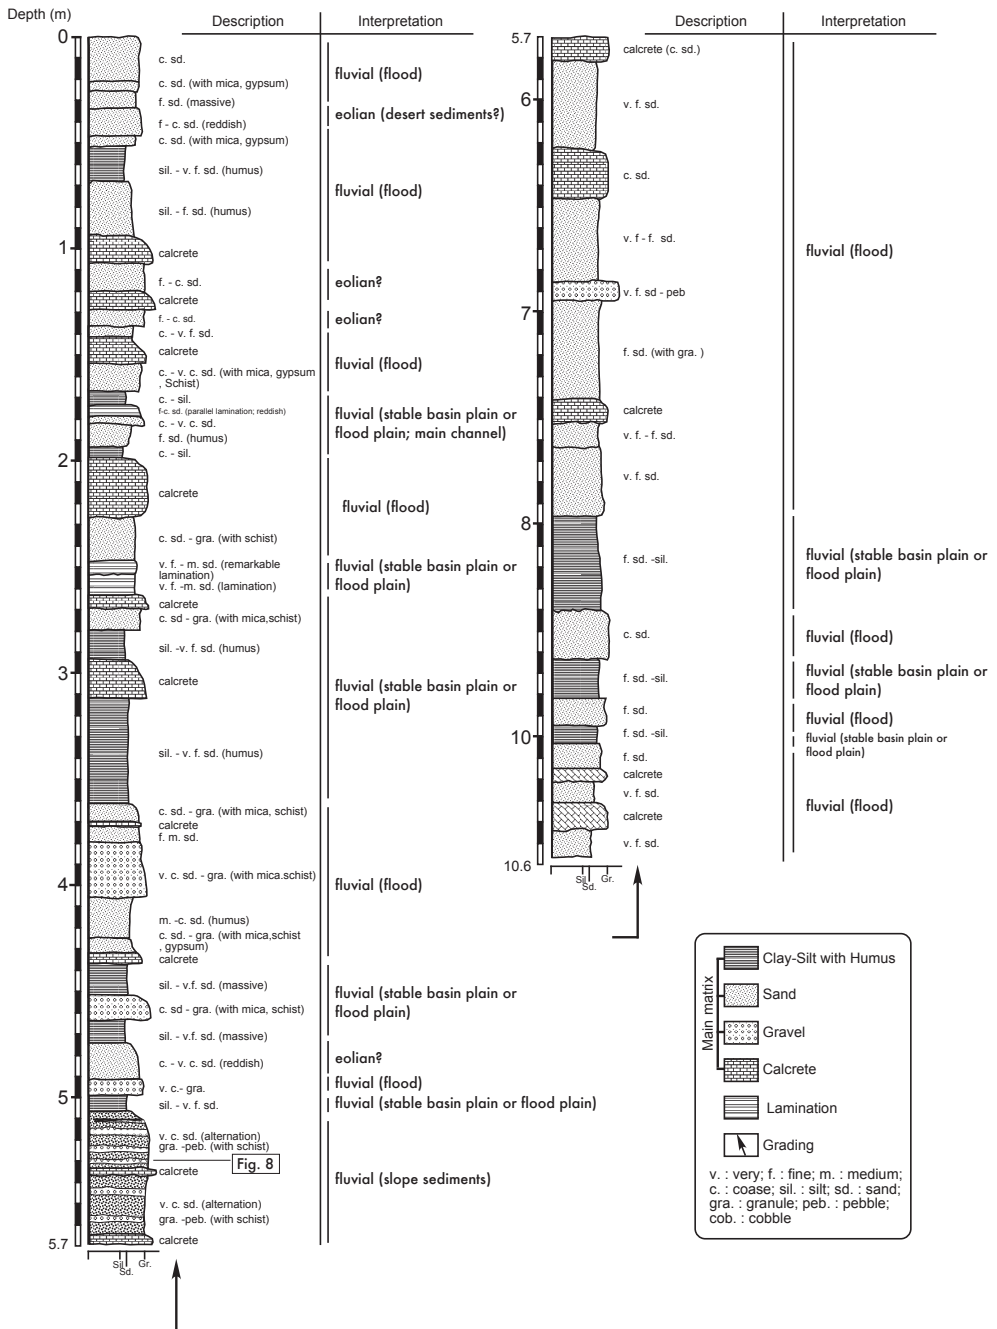 Depth (m)
Description
Interpretation
0
c. sd.
fluvial (flood)
c. sd. (with mica, gypsum)
f. sd. (massive)
eolian (desert sediments?)
f - c. sd. (reddish)
c. sd. (with mica, gypsum)
sil. - v. f. sd. (humus)
fluvial (flood)
sil. - f. sd. (humus)
1
calcrete
f. - c. sd.
eolian?
calcrete
f. - c. sd.
eolian?
c. - v. f. sd.
calcrete
fluvial (flood)
c. - v. c. sd. (with mica, gypsum
, Schist)
c. - sil.
f-c. sd. (parallel lamination; reddish)
fluvial (stable basin plain or
flood plain; main channel)
c. - v. c. sd.
f. sd. (humus)
c. - sil.
2
calcrete
fluvial (flood)
c. sd. - gra. (with schist)
v. f. - m. sd. (remarkable
lamination)
fluvial (stable basin plain or
flood plain)
v. f. -m. sd. (lamination)
calcrete
c. sd - gra. (with mica,schist)
sil. -v. f. sd. (humus)
3
calcrete
fluvial (stable basin plain or
flood plain)
sil. - v. f. sd. (humus)
c. sd. - gra. (with mica, schist)
calcrete
f. m. sd.
v. c. sd. - gra. (with mica.schist)
fluvial (flood)
4
m. -c. sd. (humus)
c. sd. - gra. (with mica,schist
, gypsum)
calcrete
sil. - v.f. sd. (massive)
fluvial (stable basin plain or
flood plain)
c. sd - gra. (with mica, schist)
sil. - v.f. sd. (massive)
c. - v. c. sd. (reddish)
eolian?
v. c.- gra.
fluvial (flood)
5
sil. - v. f. sd.
fluvial (stable basin plain or flood plain)
v. c. sd. (alternation)
gra. -peb. (with schist)
Fig. 8
calcrete
fluvial (slope sediments)
v. c. sd. (alternation)
gra. -peb. (with schist)
calcrete
5.7
Sil.
Sd.
Gr.
Description
Interpretation
5.7
calcrete (c. sd.)
6
v. f. sd.
c. sd.
v. f - f. sd.
fluvial (flood)
v. f. sd - peb
7
f. sd. (with gra. )
calcrete
v. f. - f. sd.
v. f. sd.
8
f. sd. -sil.
fluvial (stable basin plain or
flood plain)
c. sd.
fluvial (flood)
f. sd. -sil.
fluvial (stable basin plain or
flood plain)
f. sd.
fluvial (flood)
10
f. sd. -sil.
fluvial (stable basin plain or
flood plain)
f. sd.
calcrete
v. f. sd.
fluvial (flood)
calcrete
v. f. sd.
10.6
Sil.
Sd.
Gr.
Main matrix
Clay-Silt with Humus
Sand
Gravel
Calcrete
Lamination
Grading
v. : very; f. : fine; m. : medium;
c. : coase; sil. : silt; sd. : sand;
gra. : granule; peb. : pebble;
cob. : cobble